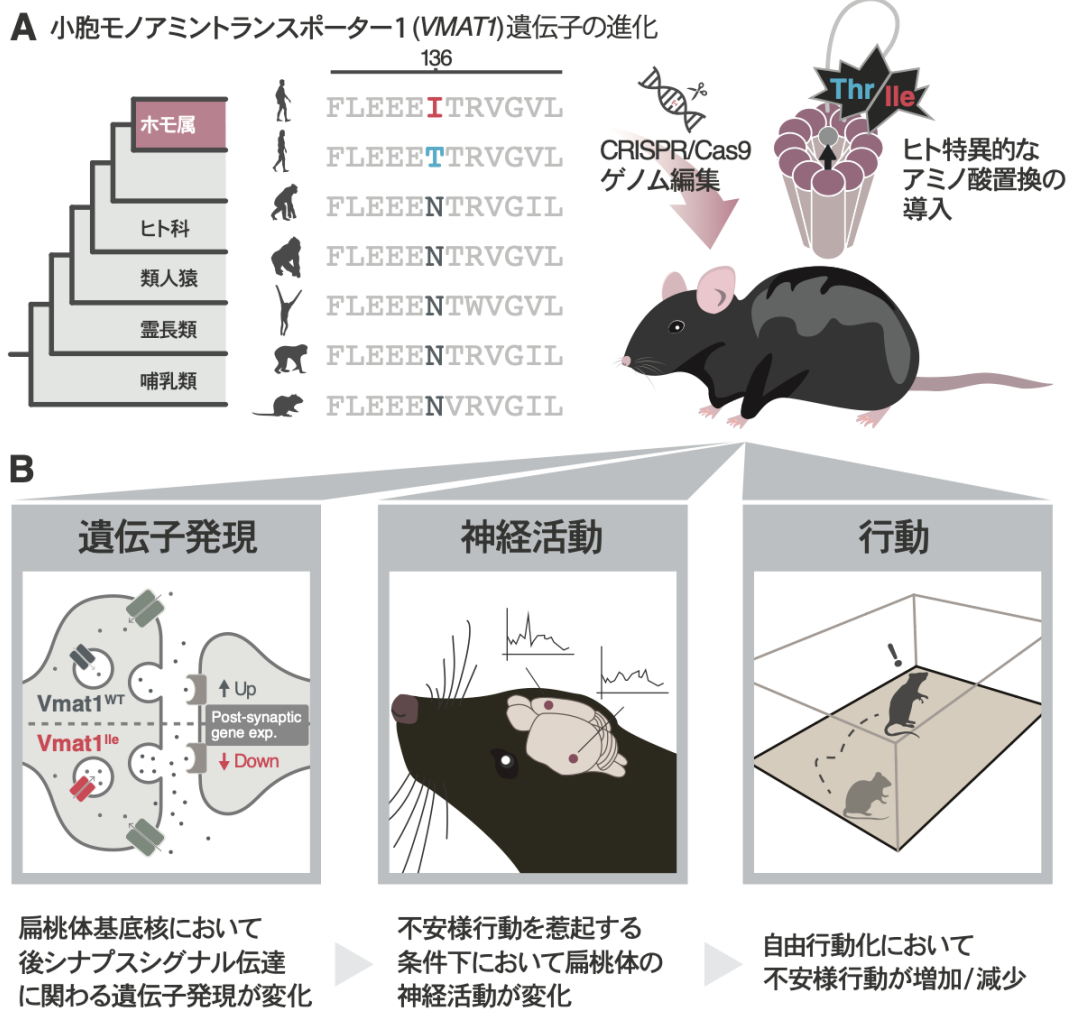 A 小胞モノアミントランスポーター1 (VMAT1)遺伝子の進化
136
ホモ属
ヒト科
類人猿
霊長類
哺乳類
FLEEEITRVGVL
FLEEETTRVGVL
FLEEENTRVGIL
FLEEENTRVGVL
FLEEENTWVGVL
FLEEENTRVGIL
FLEEENVRVGIL
CRISPR/Cas9
ゲノム編集
Thr
Ile
ヒト特異的な
アミノ酸置換の
導入
B
遺伝子発現
Vmat1WT
Vmat1Ile
Up
Post-synaptic
gene exp.
Down
扁桃体基底核において
後シナプスシグナル伝達
に関わる遺伝子発現が変化
神経活動
不安様行動を惹起する
条件下において扁桃体の
神経活動が変化
行動
!
自由行動化において
不安様行動が増加/減少